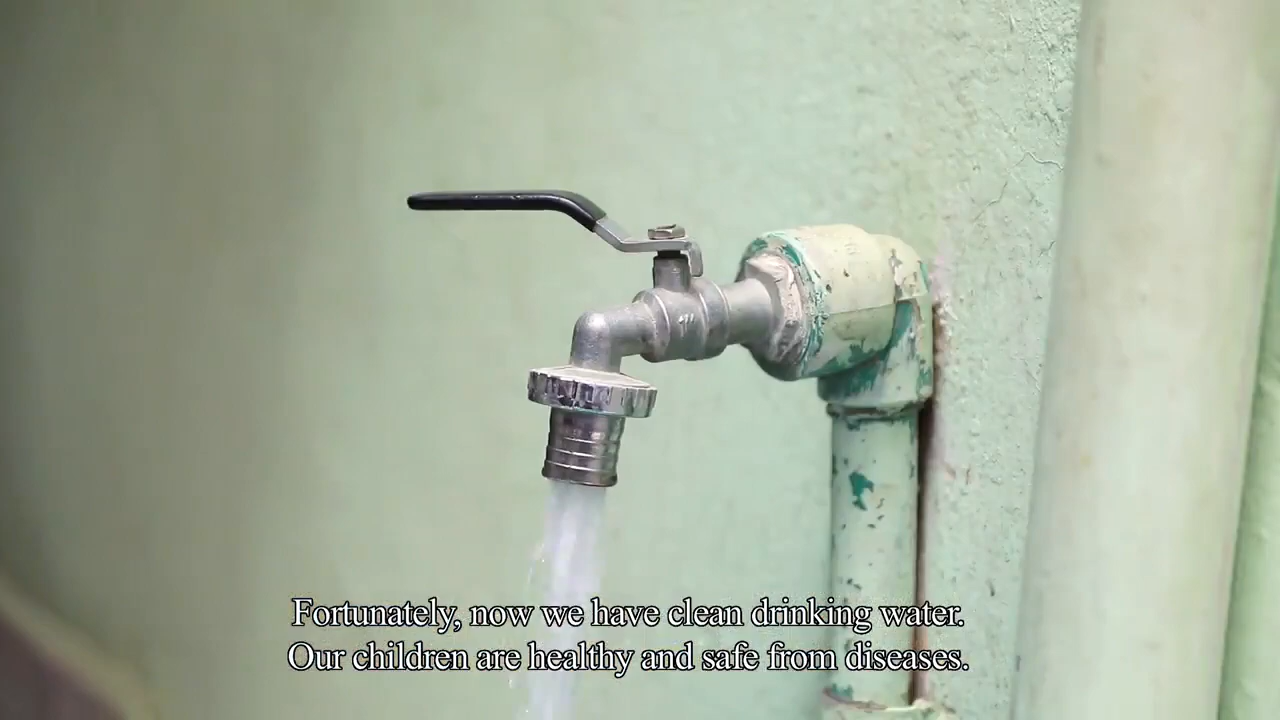 Fortunately, now we have clean drinking water.
Our children are healthy and safe from diseases.